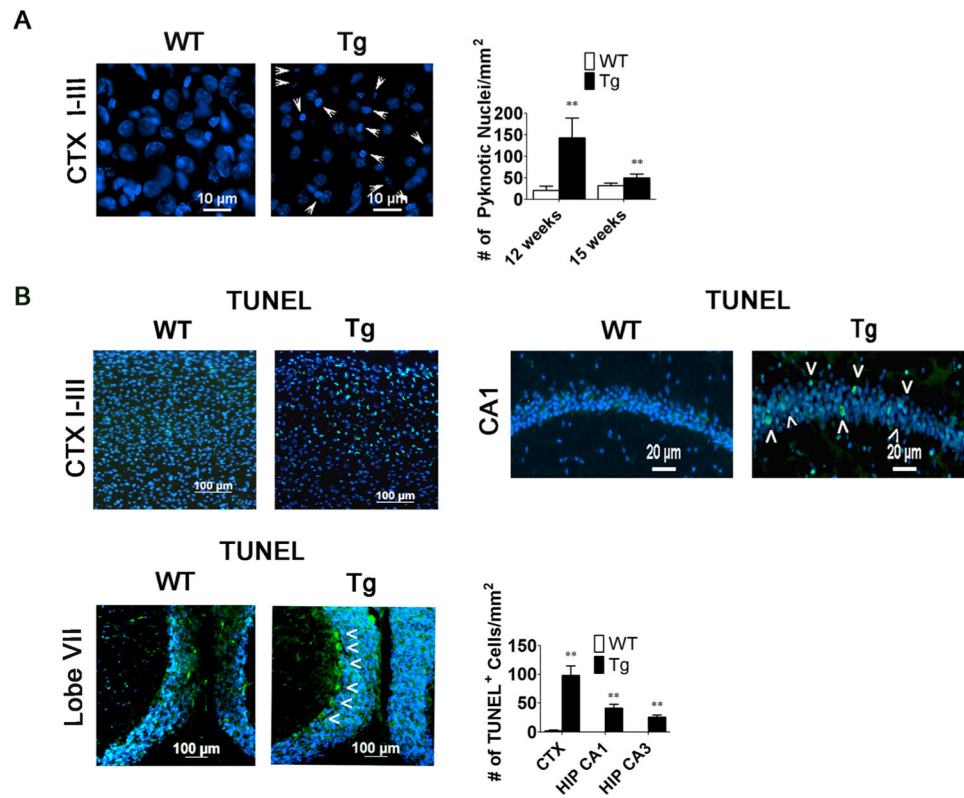 A
WT Tg
CTX I-III
10 µm 10 µm
# of Pyknotic Nuclei/mm²
WT
Tg
200
150
100
50
0
**
**
12 weeks
15 weeks
B
TUNEL
WT Tg
CTX I-III
100 µm 100 µm
TUNEL
WT Tg
CA1
20 µm 20 µm
TUNEL
WT Tg
Lobe VII
100 µm 100 µm
# of TUNEL⁺ Cells/mm²
WT
Tg
150
100
50
0
**
**
**
CTX
HIP CA1
HIP CA3